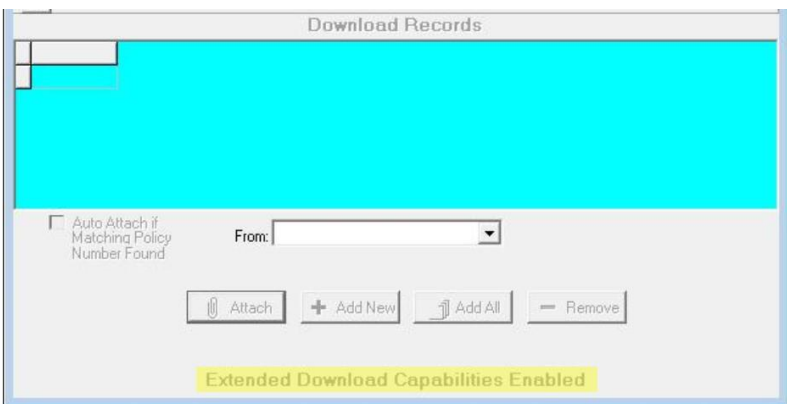 Download Records
Auto Attach if
Matching Policy
Number Found
From:
Attach
Add New
Add All
Remove
Extended Download Capabilities Enabled